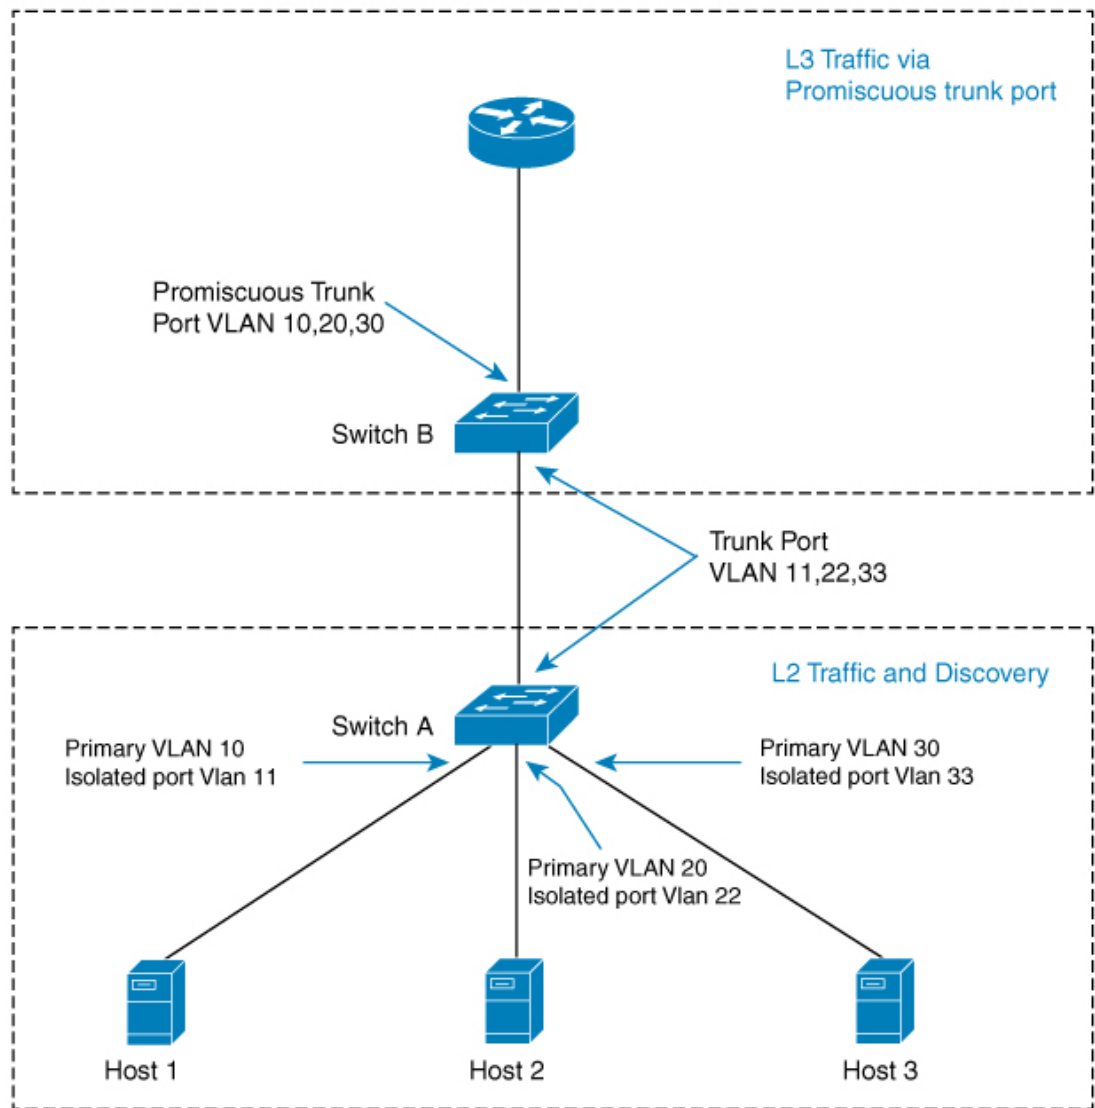 L3 Traffic via
Promiscuous trunk port
Promiscuous Trunk
Port VLAN 10,20,30
Switch B
Trunk Port
VLAN 11,22,33
L2 Traffic and Discovery
Switch A
Primary VLAN 10
Isolated port Vlan 11
Primary VLAN 30
Isolated port Vlan 33
Primary VLAN 20
Isolated port Vlan 22
Host 1
Host 2
Host 3